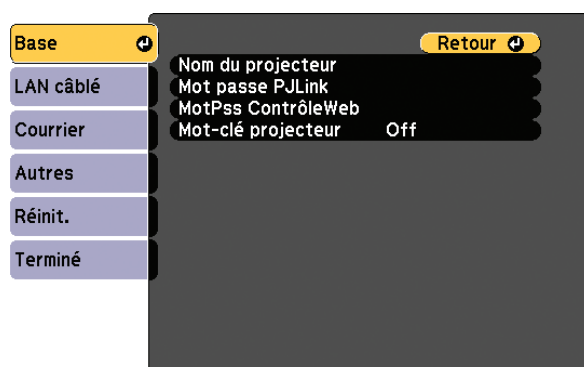 Base
LAN câblé
Courrier
Autres
Réinit.
Terminé
Retour
Nom du projecteur
Mot passe PJLink
MotPss ContrôleWeb
Mot-clé projecteur Off